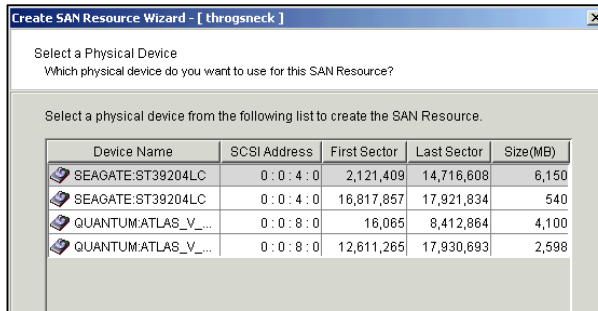 Create SAN Resource Wizard - [ throgsneck ]
Select a Physical Device
Which physical device do you want to use for this SAN Resource?
Select a physical device from the following list to create the SAN Resource.
Device Name SCSI Address First Sector Last Sector Size(MB)
SEAGATE:ST39204LC 0 : 0 : 4 : 0 2,121,409 14,716,608 6,150
SEAGATE:ST39204LC 0 : 0 : 4 : 0 16,817,857 17,921,834 540
QUANTUM:ATLAS_V_... 0 : 0 : 8 : 0 16,065 8,412,864 4,100
QUANTUM:ATLAS_V_... 0 : 0 : 8 : 0 12,611,265 17,930,693 2,598